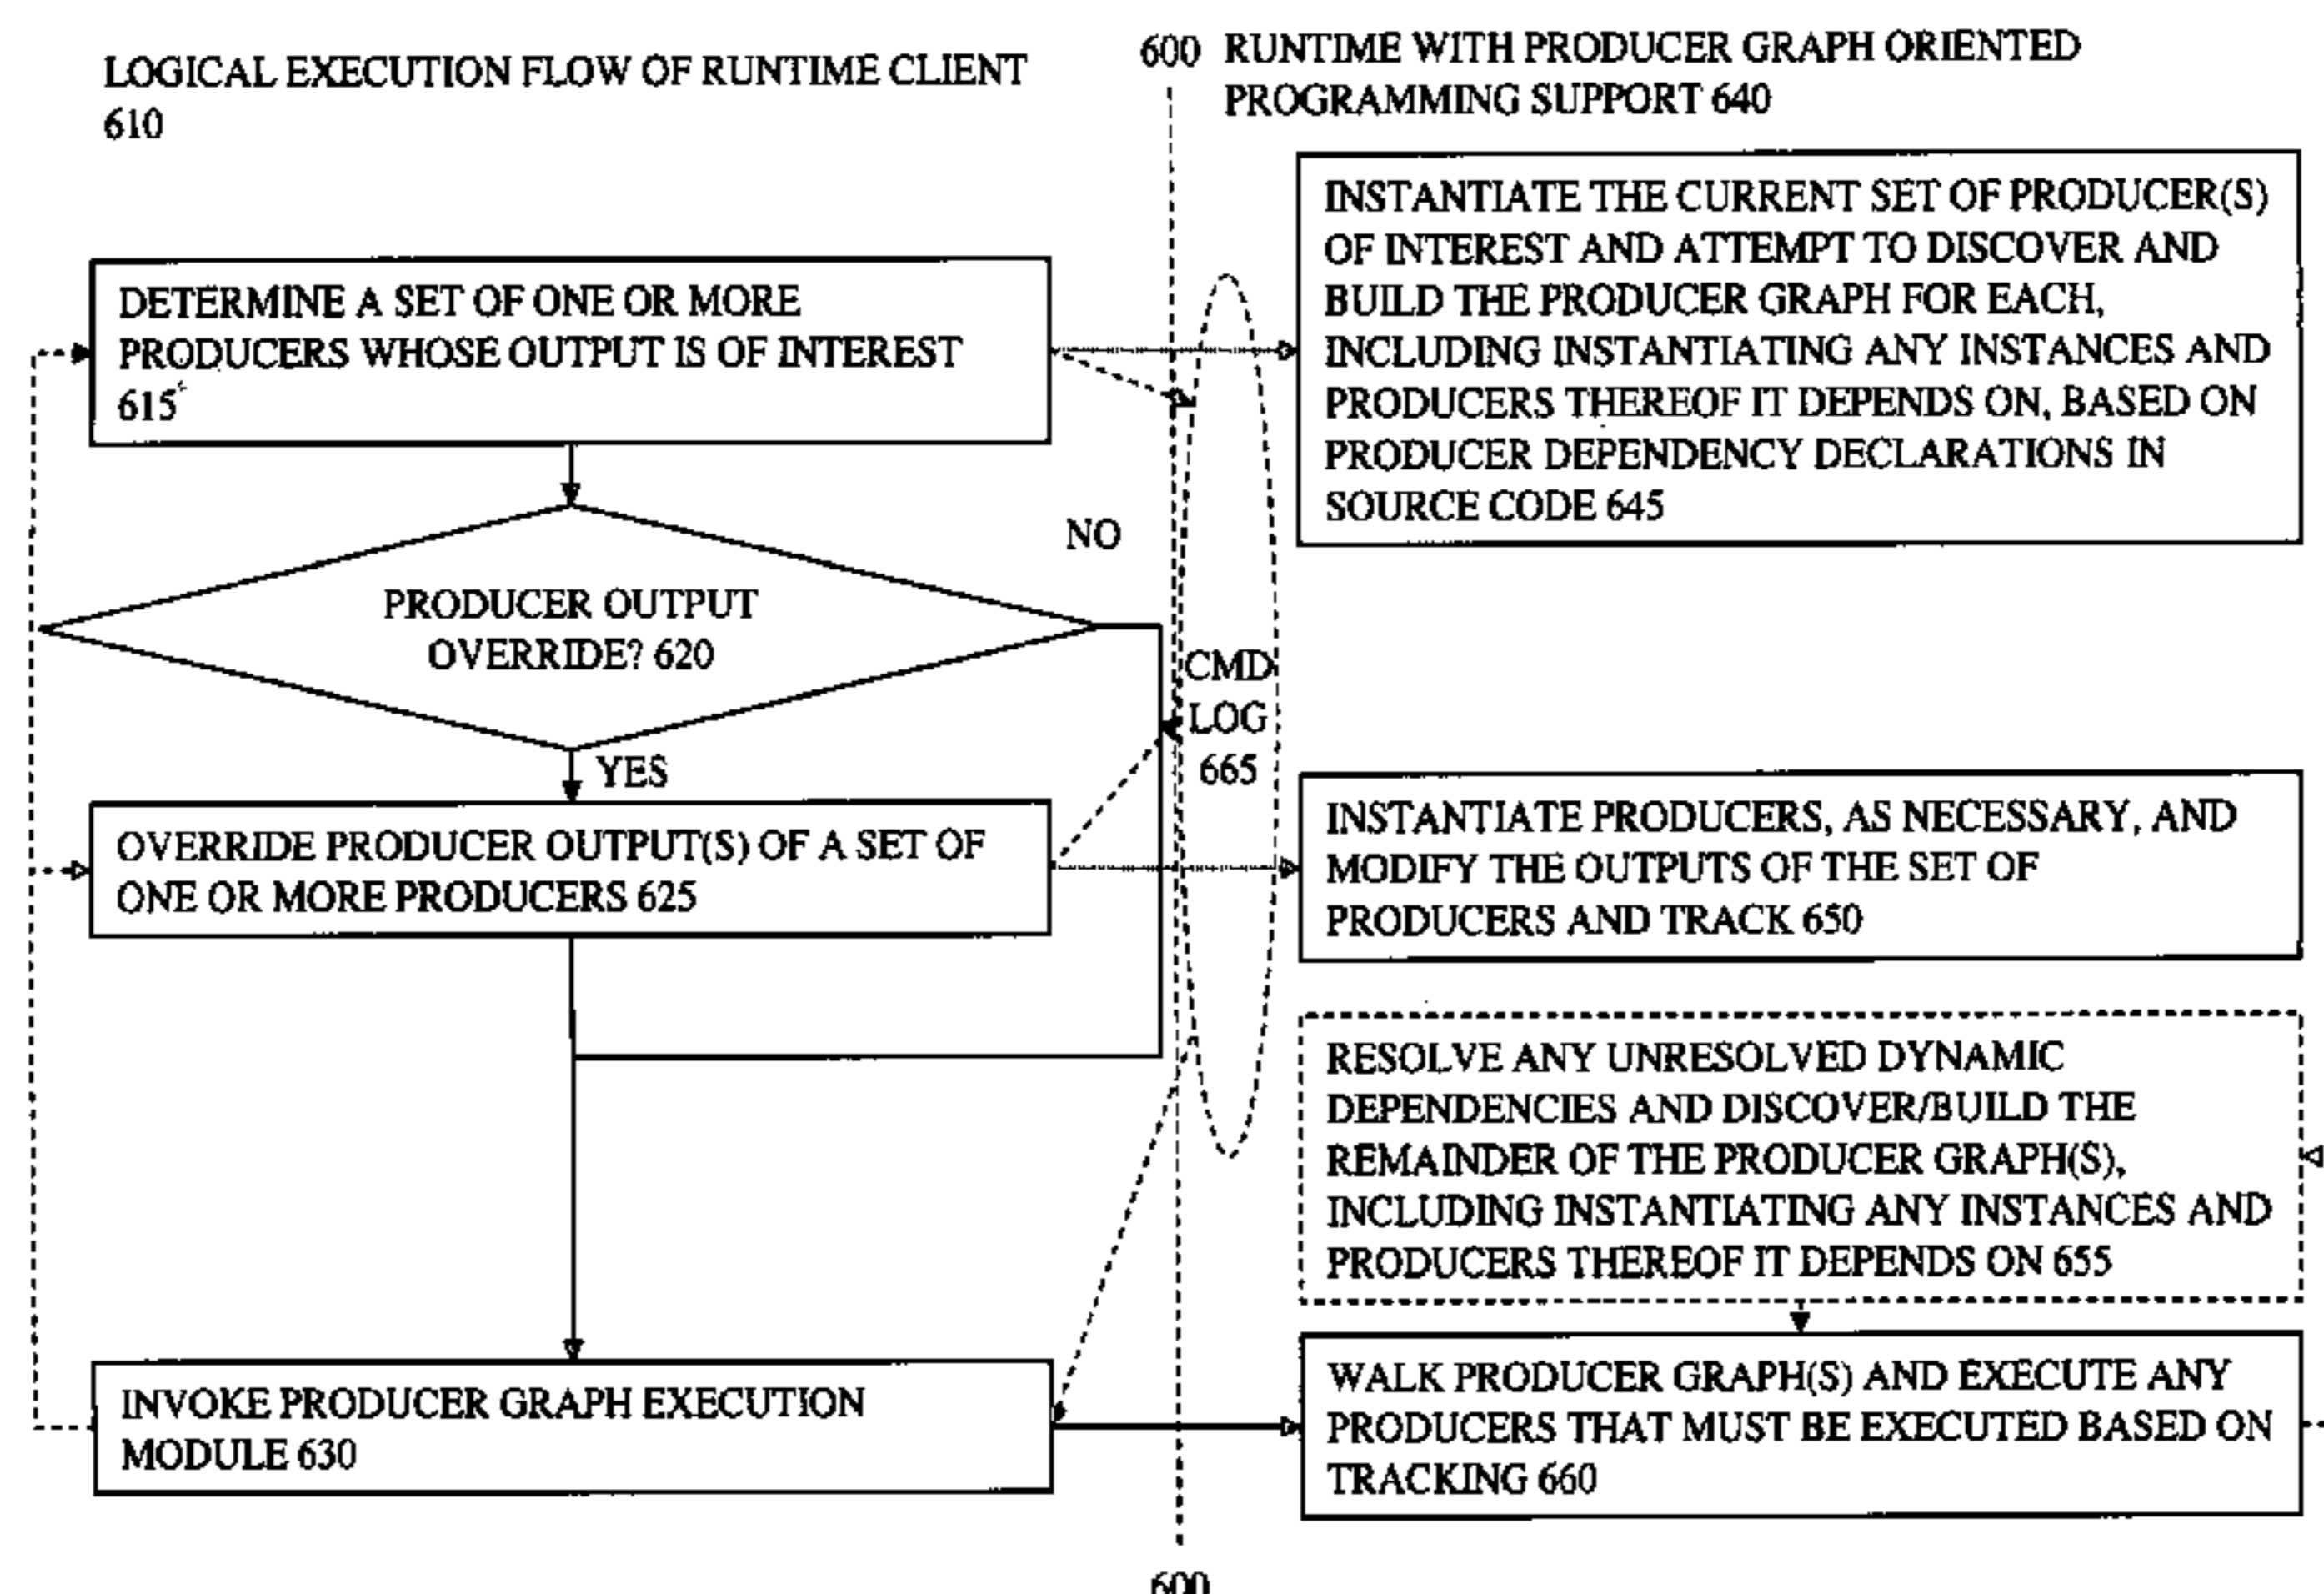 LOGICAL EXECUTION FLOW OF RUNTIME CLIENT
610
600
RUNTIME WITH PRODUCER GRAPH ORIENTED
PROGRAMMING SUPPORT 640
DETERMINE A SET OF ONE OR MORE
PRODUCERS WHOSE OUTPUT IS OF INTEREST
615
INSTANTIATE THE CURRENT SET OF PRODUCER(S)
OF INTEREST AND ATTEMPT TO DISCOVER AND
BUILD THE PRODUCER GRAPH FOR EACH,
INCLUDING INSTANTIATING ANY INSTANCES AND
PRODUCERS THEREOF IT DEPENDS ON, BASED ON
PRODUCER DEPENDENCY DECLARATIONS IN
SOURCE CODE 645
NO
PRODUCER OUTPUT
OVERRIDE? 620
YES
CMD
LOG
665
OVERRIDE PRODUCER OUTPUT(S) OF A SET OF
ONE OR MORE PRODUCERS 625
INSTANTIATE PRODUCERS, AS NECESSARY, AND
MODIFY THE OUTPUTS OF THE SET OF
PRODUCERS AND TRACK 650
RESOLVE ANY UNRESOLVED DYNAMIC
DEPENDENCIES AND DISCOVER/BUILD THE
REMAINDER OF THE PRODUCER GRAPH(S),
INCLUDING INSTANTIATING ANY INSTANCES AND
PRODUCERS THEREOF IT DEPENDS ON 655
INVOKE PRODUCER GRAPH EXECUTION
MODULE 630
WALK PRODUCER GRAPH(S) AND EXECUTE ANY
PRODUCERS THAT MUST BE EXECUTED BASED ON
TRACKING 660
600